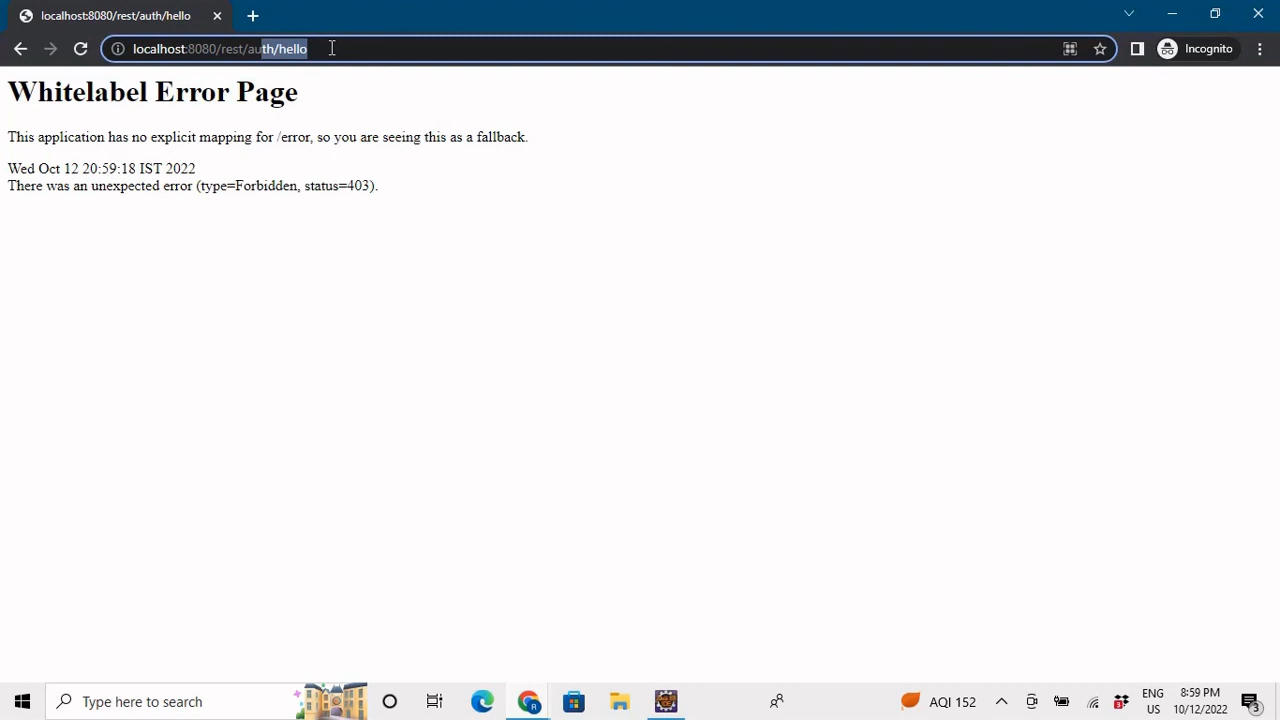 localhost:8080/rest/auth/hello
localhost:8080/rest/auth/hello
Incognito
Whitelabel Error Page
This application has no explicit mapping for /error, so you are seeing this as a fallback.
Wed Oct 12 20:59:18 IST 2022
There was an unexpected error (type=Forbidden, status=403).
Type here to search
AQI 152
ENG
US
8:59 PM
10/12/2022
3